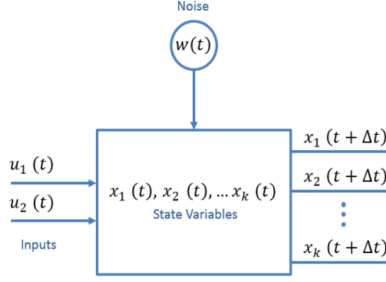 Noise
w(t)
x₁ (t + Δt)
u₁ (t)
x₁ (t), x₂ (t), … xₖ (t)
x₂ (t + Δt)
u₂ (t)
State Variables
⋮
Inputs
xₖ (t + Δt)